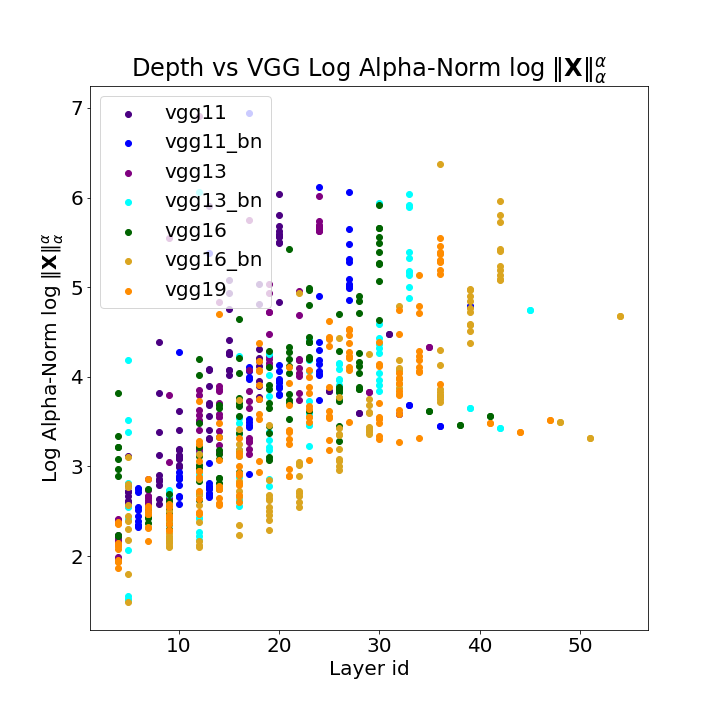 Depth vs VGG Log Alpha-Norm log ‖X‖αα
7
6
5
4
3
2
Log Alpha-Norm log ‖X‖αα
vgg11
vgg11_bn
vgg13
vgg13_bn
vgg16
vgg16_bn
vgg19
10 20 30 40 50
Layer id